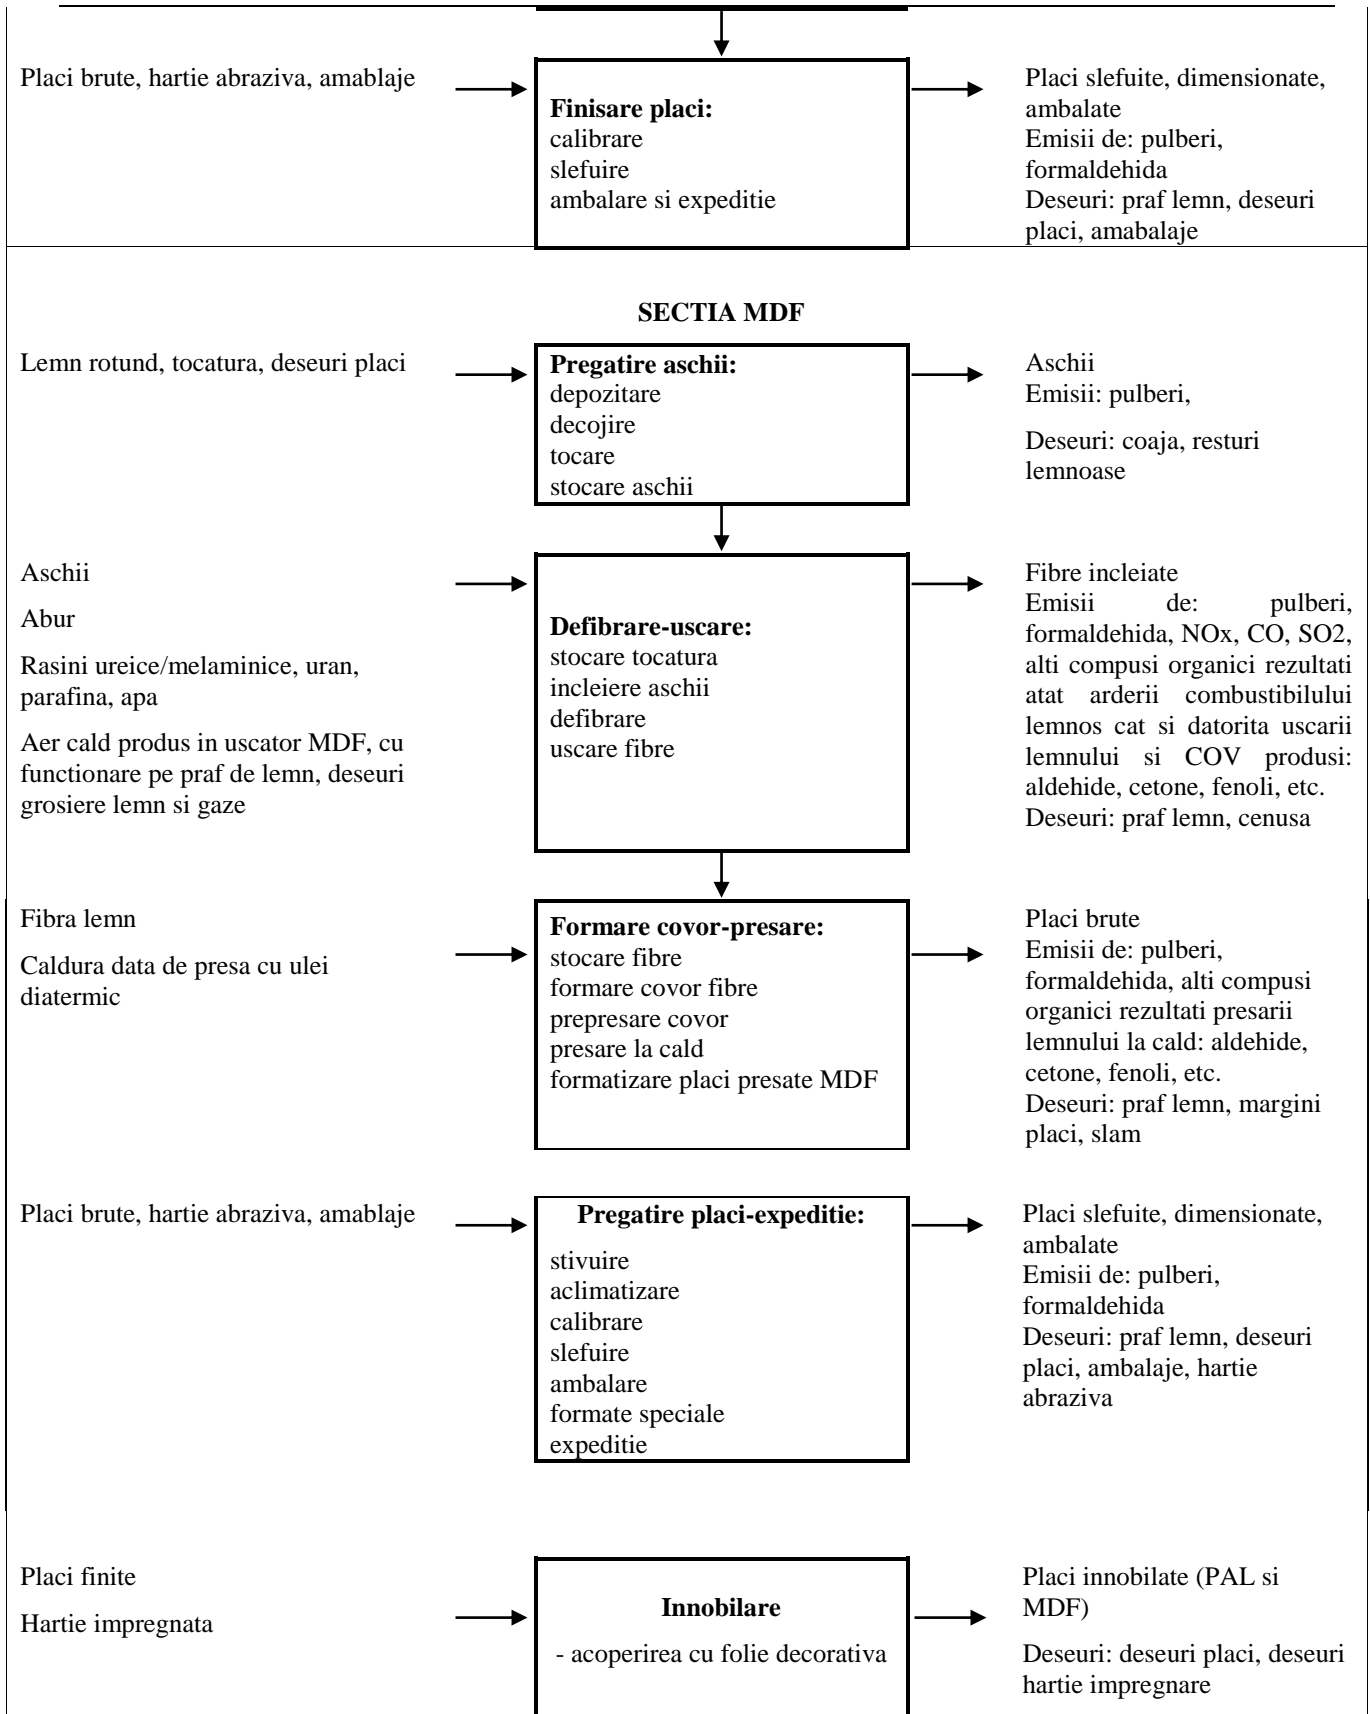 Placi brute, hartie abraziva, amablaje
Finisare placi:
calibrare
slefuire
ambalare si expeditie
Placi slefuite, dimensionate,
ambalate
Emisii de: pulberi,
formaldehida
Deseuri: praf lemn, deseuri
placi, amabalaje
SECTIA MDF
Lemn rotund, tocatura, deseuri placi
Pregatire aschii:
depozitare
decojire
tocare
stocare aschii
Aschii
Emisii: pulberi,
Deseuri: coaja, resturi
lemnoase
Aschii
Abur
Rasini ureice/melaminice, uran,
parafina, apa
Aer cald produs in uscator MDF, cu
functionare pe praf de lemn, deseuri
grosiere lemn si gaze
Defibrare-uscare:
stocare tocatura
incleiere aschii
defibrare
uscare fibre
Fibre incleiate
Emisii de: pulberi,
formaldehida, NOx, CO, SO2,
alti compusi organici rezultati
atat arderii combustibilului
lemnos cat si datorita uscarii
lemnului si COV produsi:
aldehide, cetone, fenoli, etc.
Deseuri: praf lemn, cenusa
Fibra lemn
Caldura data de presa cu ulei
diatermic
Formare covor-presare:
stocare fibre
formare covor fibre
prepresare covor
presare la cald
formatizare placi presate MDF
Placi brute
Emisii de: pulberi,
formaldehida, alti compusi
organici rezultati presarii
lemnului la cald: aldehide,
cetone, fenoli, etc.
Deseuri: praf lemn, margini
placi, slam
Placi brute, hartie abraziva, amablaje
Pregatire placi-expeditie:
stivuire
aclimatizare
calibrare
slefuire
ambalare
formate speciale
expeditie
Placi slefuite, dimensionate,
ambalate
Emisii de: pulberi,
formaldehida
Deseuri: praf lemn, deseuri
placi, ambalaje, hartie
abraziva
Placi finite
Hartie impregnata
Innobilare
- acoperirea cu folie decorativa
Placi innobilate (PAL si
MDF)
Deseuri: deseuri placi, deseuri
hartie impregnare